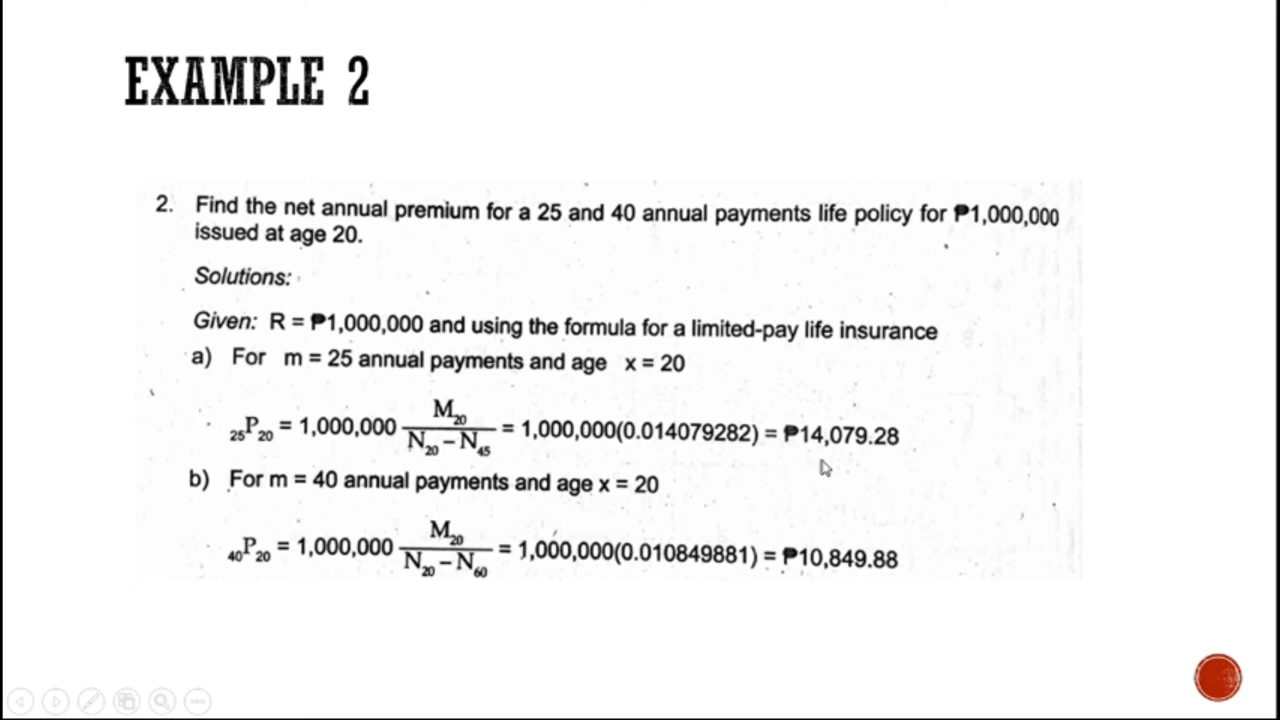 EXAMPLE 2
2. Find the net annual premium for a 25 and 40 annual payments life policy for ₱1,000,000
issued at age 20.
Solutions:
Given: R = ₱1,000,000 and using the formula for a limited-pay life insurance
a) For m = 25 annual payments and age x = 20
₂₅P₂₀ = 1,000,000 M₂₀ / (N₂₀ − N₄₅) = 1,000,000(0.014079282) = ₱14,079.28
b) For m = 40 annual payments and age x = 20
₄₀P₂₀ = 1,000,000 M₂₀ / (N₂₀ − N₆₀) = 1,000,000(0.010849881) = ₱10,849.88